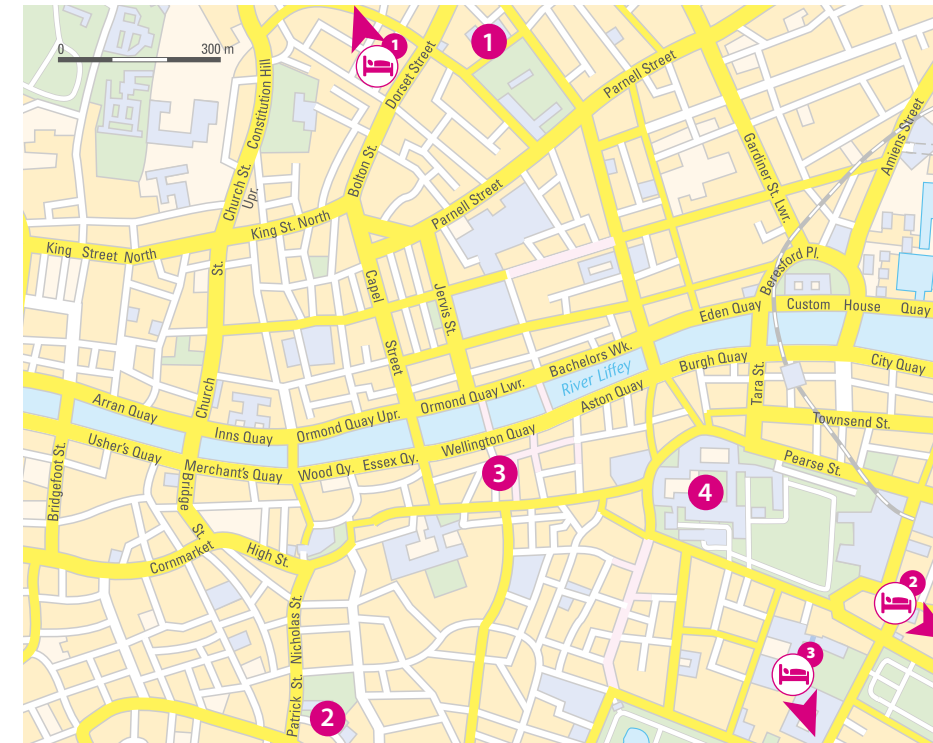 0 300 m
1
1
Dorset Street
Parnell Street
Constitution Hill
Gardiner St. Lwr.
Amiens Street
Church St.
Upr.
Bolton St.
Parnell Street
King St. North
King Street North
St.
Beresford Pl.
Capel
Street
Jervis St.
Eden Quay
Custom House Quay
Bachelors Wk.
River Liffey
Burgh Quay
City Quay
Tara St.
Church
Ormond Quay Lwr.
Aston Quay
Arran Quay
Inns Quay
Ormond Quay Upr.
Townsend St.
Usher's Quay
Merchant's Quay
Wood Qy.
Essex Qy.
Wellington Quay
Pearse St.
Bridgefoot St.
Bridge
St.
3
4
Cornmarket
High St.
2
Nicholas St.
3
Patrick St.
2